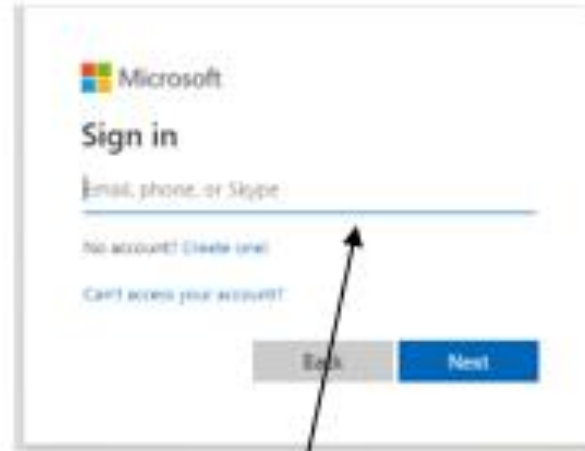 Microsoft
Sign in
Email, phone, or Skype
No account? Create one!
Can't access your account?
Back Next